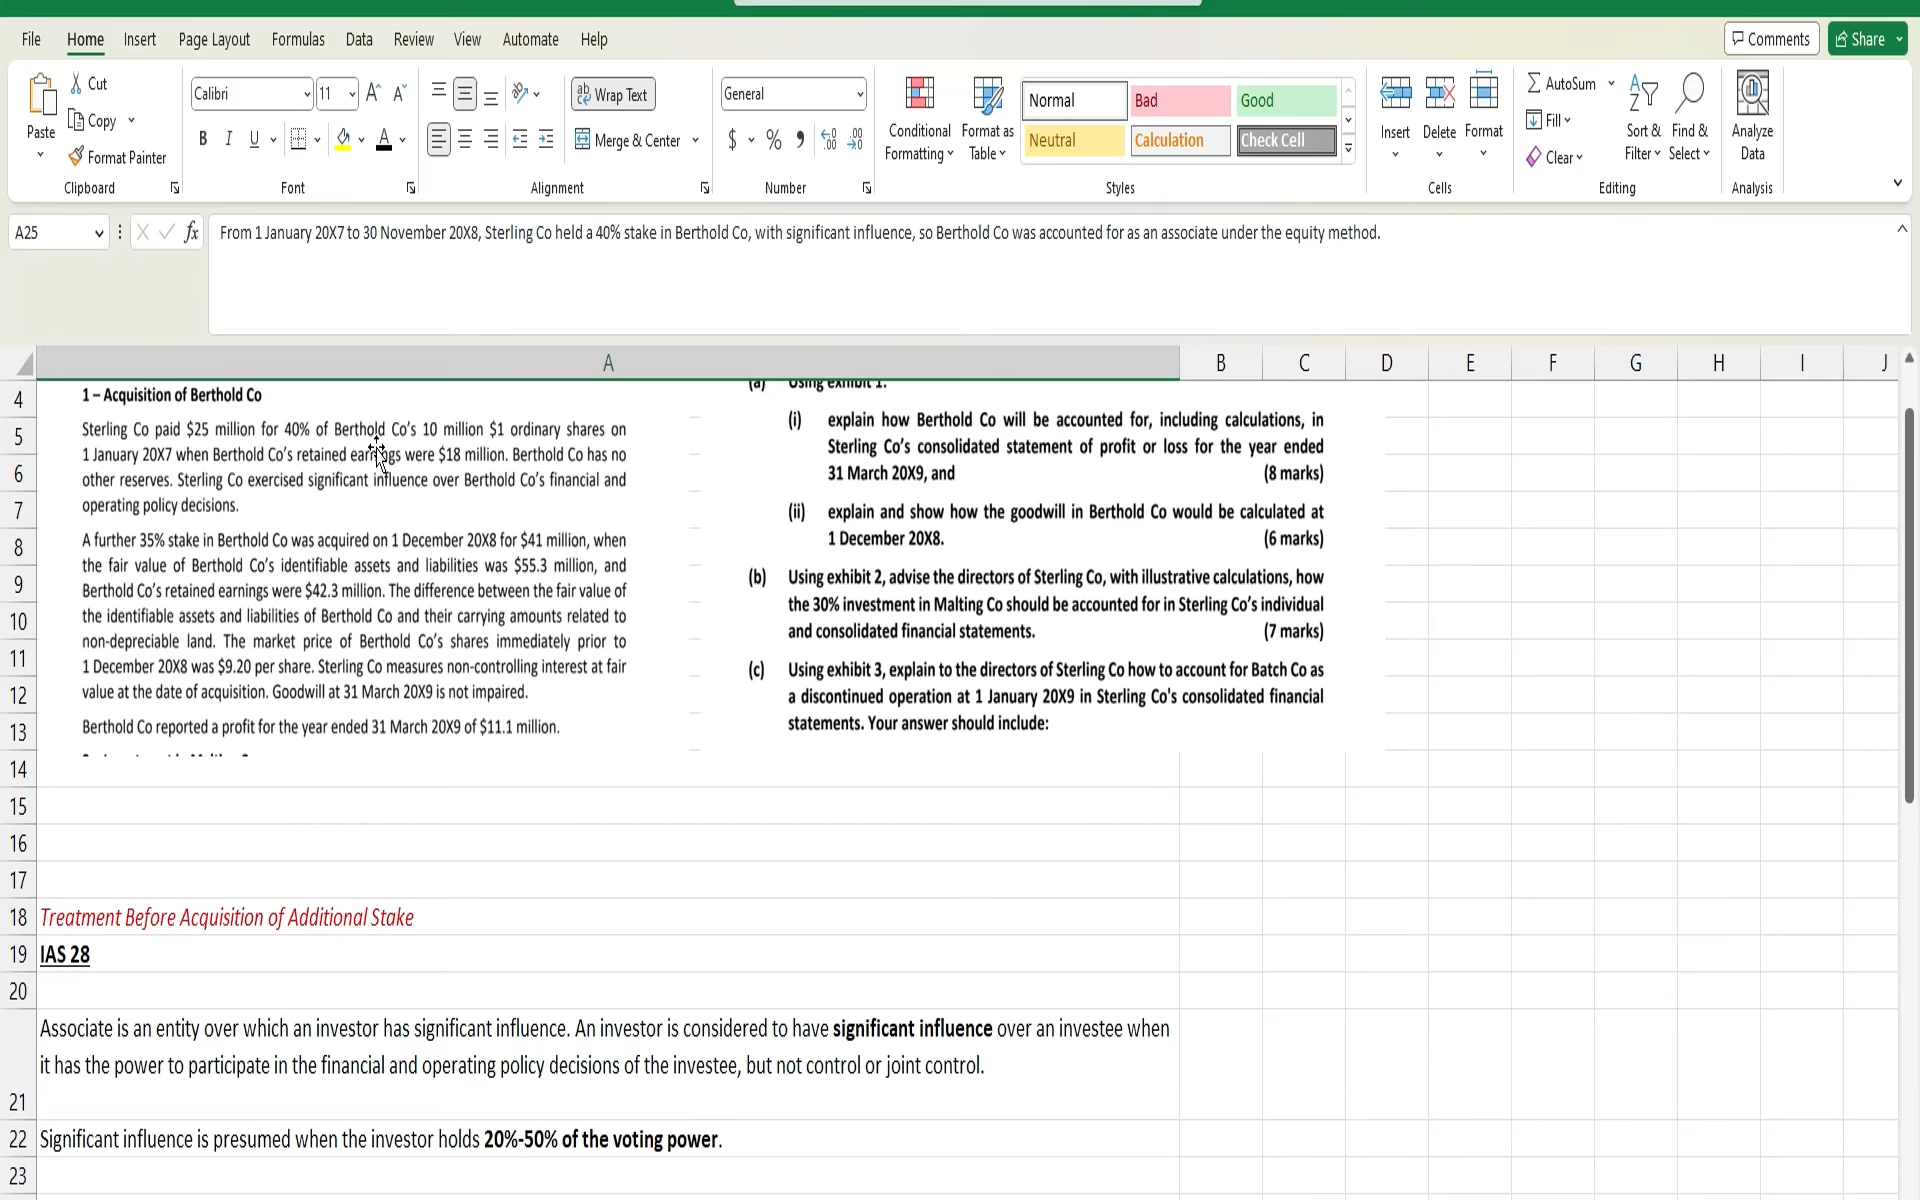 File Home Insert Page Layout Formulas Data Review View Automate Help Comments Share
Paste Cut Copy Format Painter Clipboard
Calibri 11 A A B I U A Font
Wrap Text Merge & Center Alignment
General $ % Number
Conditional Formatting Format as Table Normal Bad Good Neutral Calculation Check Cell Styles
Insert Delete Format Cells
AutoSum Fill Clear Sort & Filter Find & Select Editing
Analyze Data Analysis
A25 fx From 1 January 20X7 to 30 November 20X8, Sterling Co held a 40% stake in Berthold Co, with significant influence, so Berthold Co was accounted for as an associate under the equity method.
A B C D E F G H I J
4
5
6
7
8
9
10
11
12
13
14
15
16
17
18
19
20
21
22
23
1 – Acquisition of Berthold Co
Sterling Co paid $25 million for 40% of Berthold Co's 10 million $1 ordinary shares on
1 January 20X7 when Berthold Co's retained earnings were $18 million. Berthold Co has no
other reserves. Sterling Co exercised significant influence over Berthold Co's financial and
operating policy decisions.
A further 35% stake in Berthold Co was acquired on 1 December 20X8 for $41 million, when
the fair value of Berthold Co's identifiable assets and liabilities was $55.3 million, and
Berthold Co's retained earnings were $42.3 million. The difference between the fair value of
the identifiable assets and liabilities of Berthold Co and their carrying amounts related to
non-depreciable land. The market price of Berthold Co's shares immediately prior to
1 December 20X8 was $9.20 per share. Sterling Co measures non-controlling interest at fair
value at the date of acquisition. Goodwill at 31 March 20X9 is not impaired.
Berthold Co reported a profit for the year ended 31 March 20X9 of $11.1 million.
(a) Using exhibit 1:
(i) explain how Berthold Co will be accounted for, including calculations, in
Sterling Co's consolidated statement of profit or loss for the year ended
31 March 20X9, and (8 marks)
(ii) explain and show how the goodwill in Berthold Co would be calculated at
1 December 20X8. (6 marks)
(b) Using exhibit 2, advise the directors of Sterling Co, with illustrative calculations, how
the 30% investment in Malting Co should be accounted for in Sterling Co's individual
and consolidated financial statements. (7 marks)
(c) Using exhibit 3, explain to the directors of Sterling Co how to account for Batch Co as
a discontinued operation at 1 January 20X9 in Sterling Co's consolidated financial
statements. Your answer should include:
Treatment Before Acquisition of Additional Stake
IAS 28
Associate is an entity over which an investor has significant influence. An investor is considered to have significant influence over an investee when
it has the power to participate in the financial and operating policy decisions of the investee, but not control or joint control.
Significant influence is presumed when the investor holds 20%-50% of the voting power.